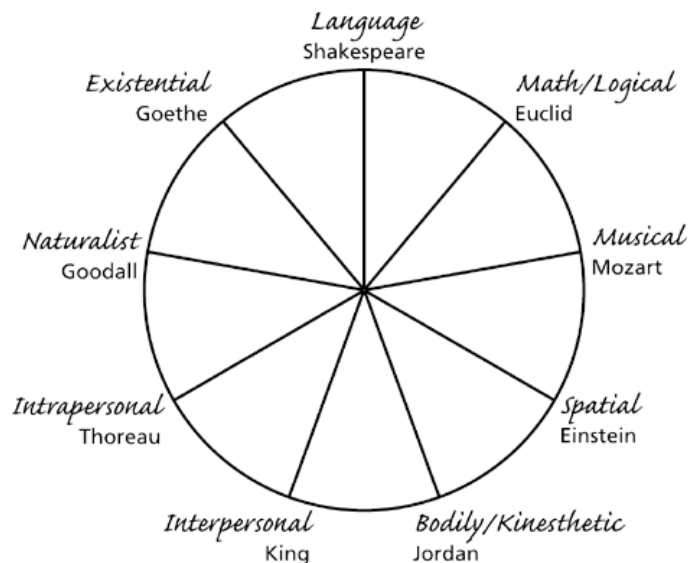 Language
Shakespeare
Math/Logical
Euclid
Musical
Mozart
Spatial
Einstein
Bodily/Kinesthetic
Jordan
Interpersonal
King
Intrapersonal
Thoreau
Naturalist
Goodall
Existential
Goethe